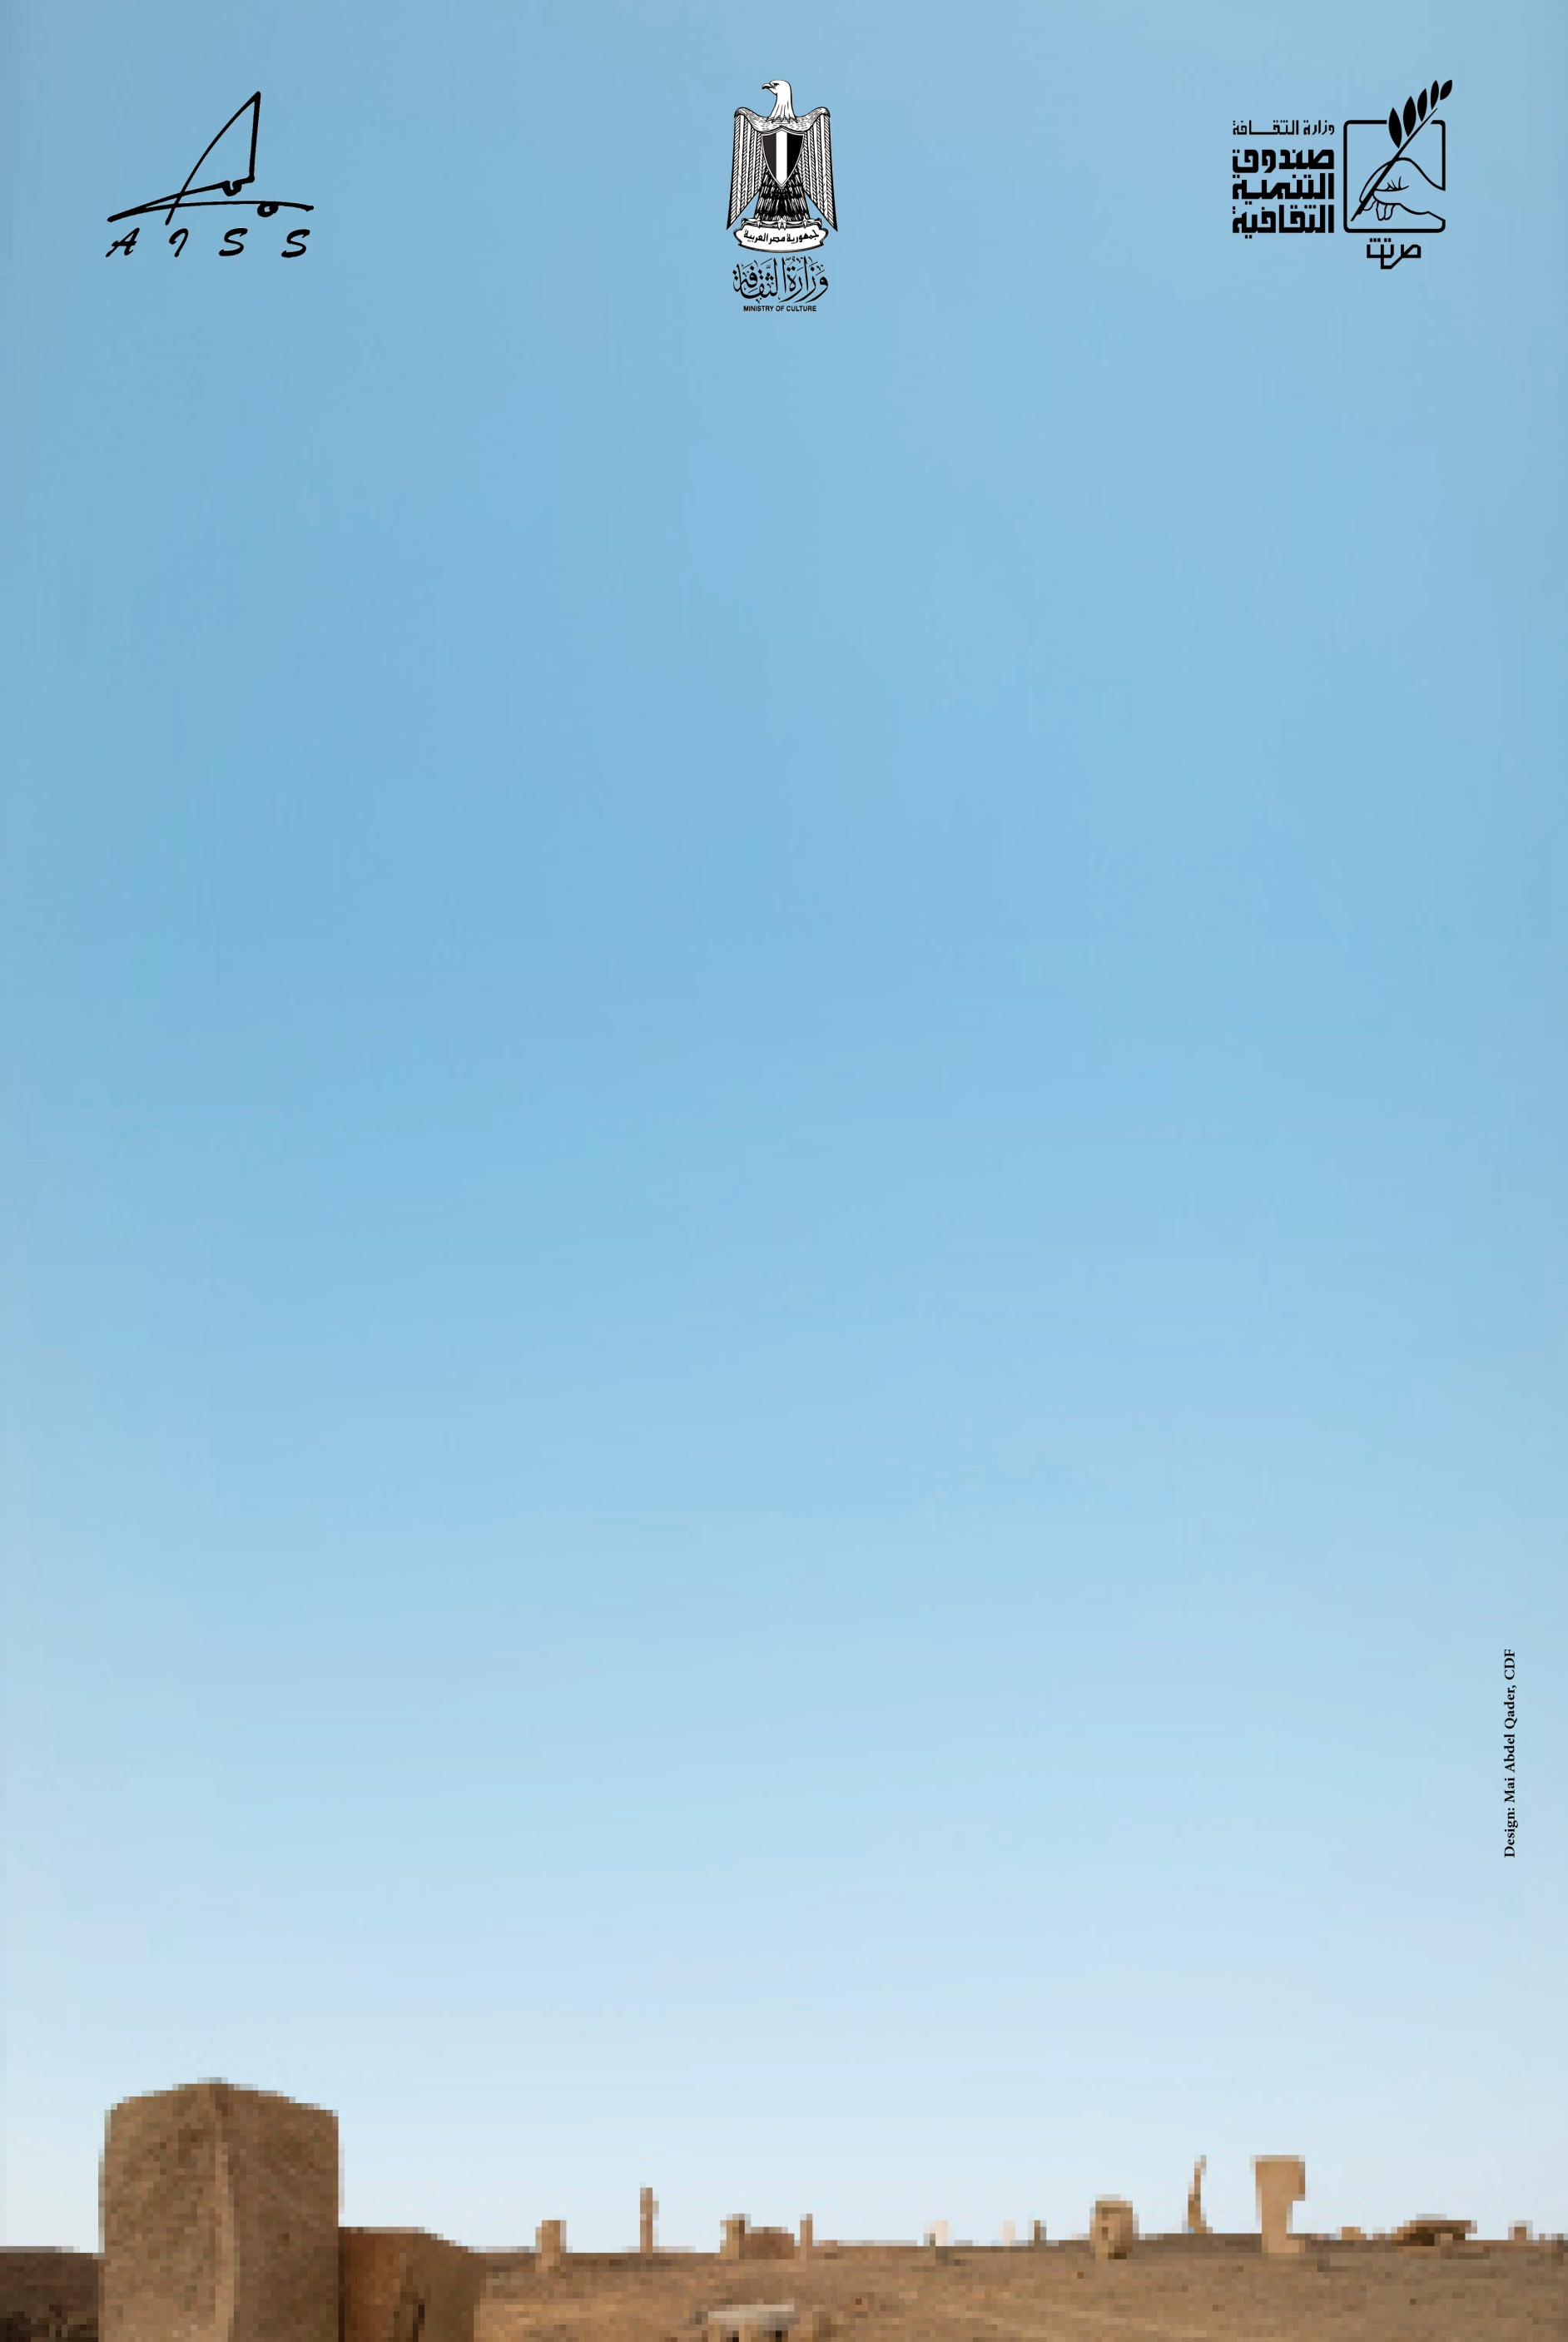 A I S S
جمهورية مصر العربية
وزارة الثقافة
MINISTRY OF CULTURE
وزارة الثقافة
صندوق
التنمية
الثقافية
Design: Mai Abdel Qader, CDF